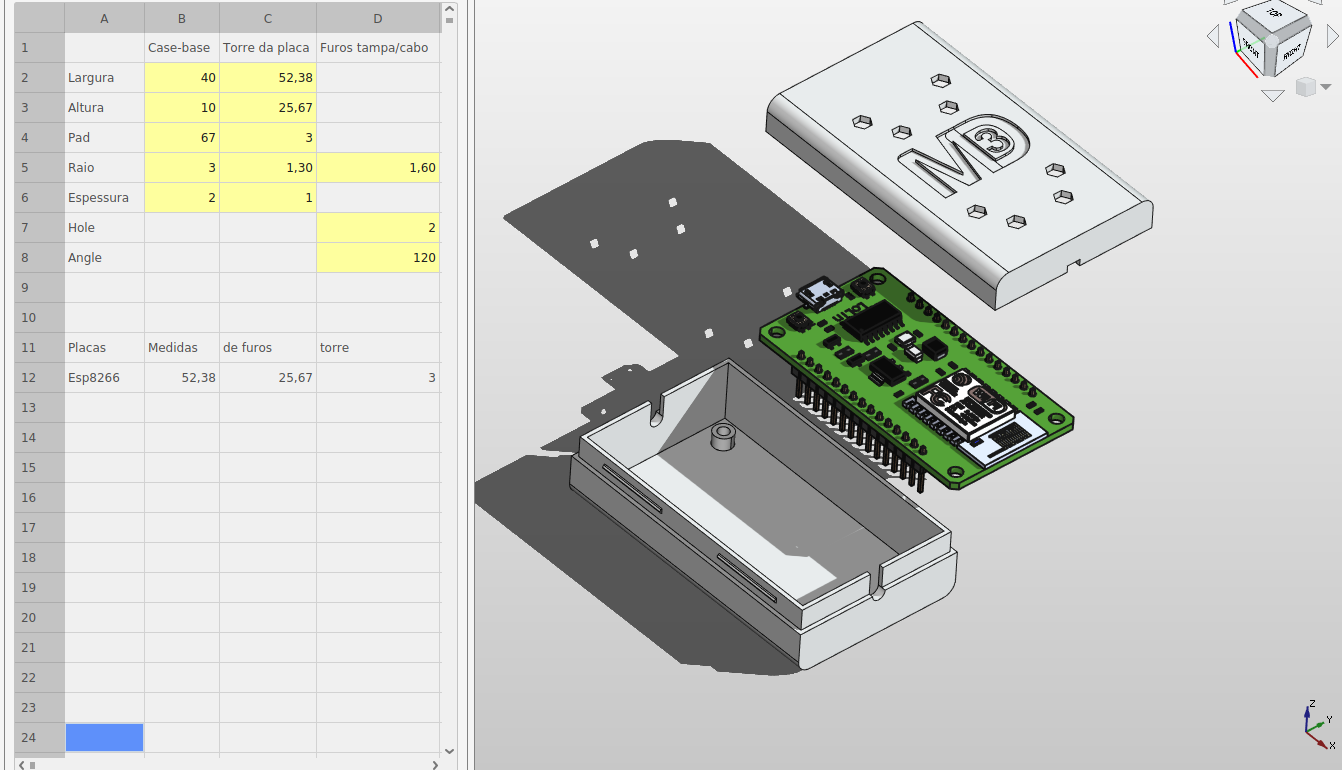 A B C D
1 Case-base Torre da placa Furos tampa/cabo
2 Largura 40 52,38
3 Altura 10 25,67
4 Pad 67 3
5 Raio 3 1,30 1,60
6 Espessura 2 1
7 Hole 2
8 Angle 120
9
10
11 Placas Medidas de furos torre
12 Esp8266 52,38 25,67 3
13
14
15
16
17
18
19
20
21
22
23
24
TOP
FRONT
RIGHT
M3D
Z
Y
X